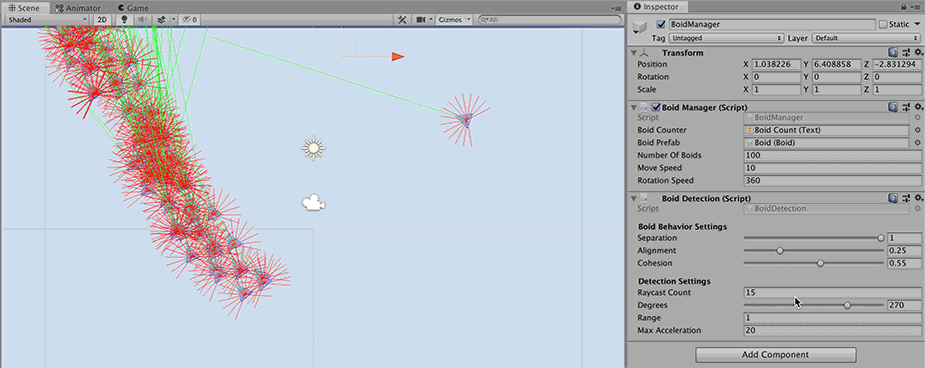 Scene Animator Game
Shaded 2D 0 Gizmos All
Inspector
BoidManager Static
Tag Untagged Layer Default
Transform
Position X 1.038226 Y 6.408858 Z -2.831294
Rotation X 0 Y 0 Z 0
Scale X 1 Y 1 Z 1
Boid Manager (Script)
Script BoidManager
Boid Counter Boid Count (Text)
Boid Prefab Boid (Boid)
Number Of Boids 100
Move Speed 10
Rotation Speed 360
Boid Detection (Script)
Script BoidDetection
Boid Behavior Settings
Separation 1
Alignment 0.25
Cohesion 0.55
Detection Settings
Raycast Count 15
Degrees 270
Range 1
Max Acceleration 20
Add Component